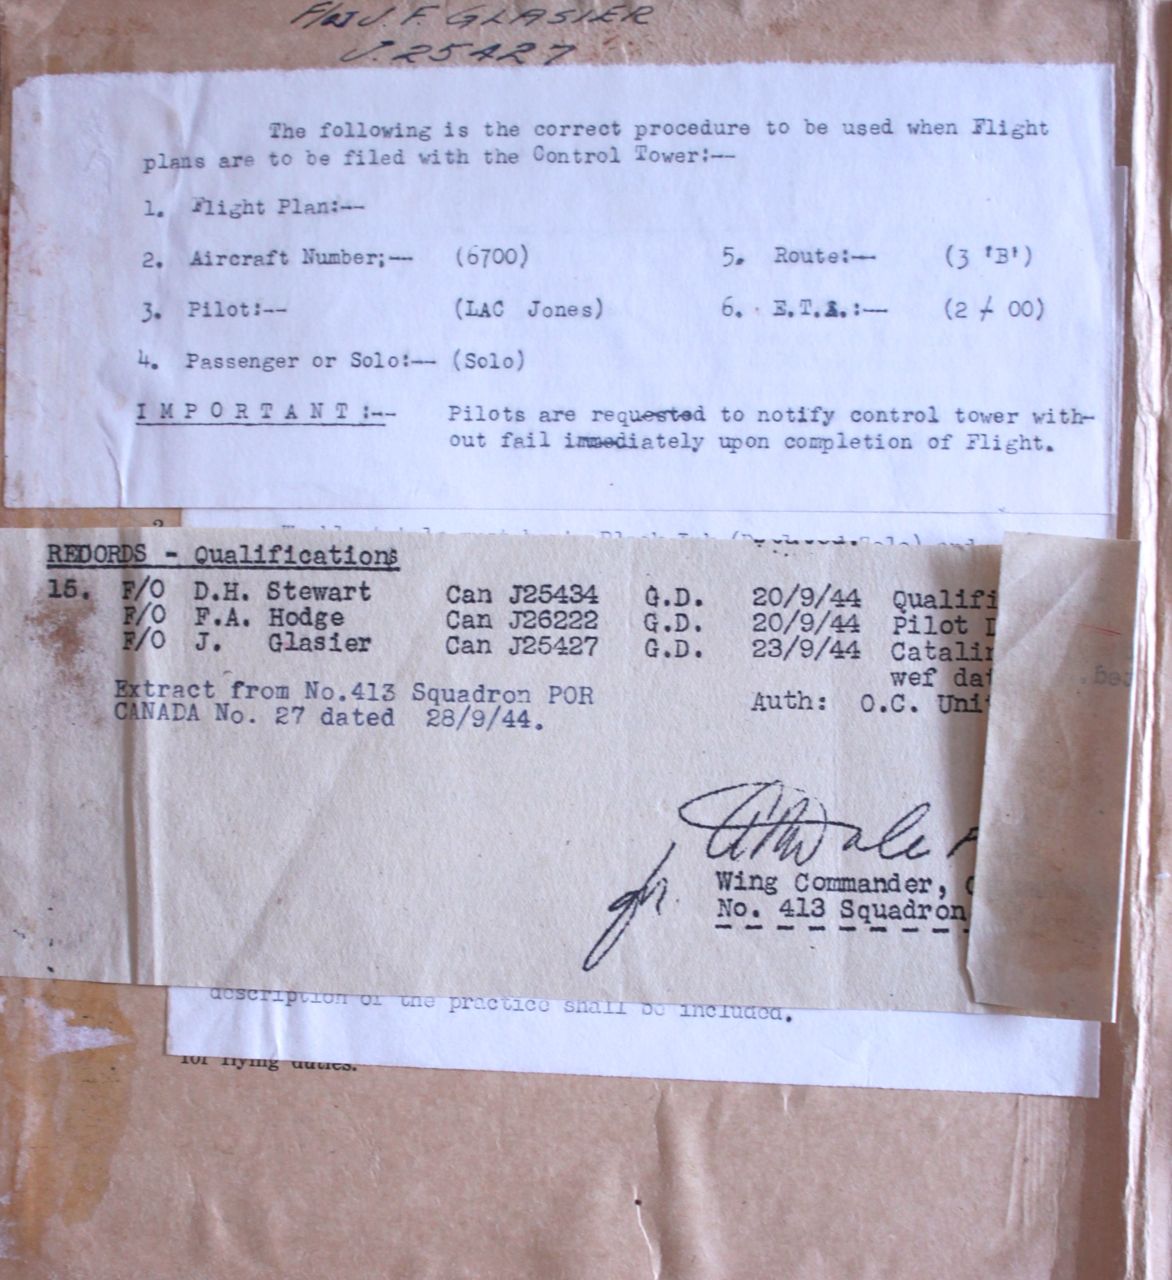 J. F. GLASIER
J.25427
The following is the correct procedure to be used when Flight
plans are to be filed with the Control Tower:--
1. Flight Plan:--
2. Aircraft Number;-- (6700) 5. Route:-- (3 'B')
3. Pilot:-- (LAC Jones) 6. E.T.A.:-- (2 / 00)
4. Passenger or Solo:-- (Solo)
I M P O R T A N T :-- Pilots are requested to notify control tower with-
out fail immediately upon completion of Flight.
2.
RECORDS - Qualifications
15. F/O D.H. Stewart Can J25434 G.D. 20/9/44 Qualifi
F/O F.A. Hodge Can J26222 G.D. 20/9/44 Pilot
F/O J. Glasier Can J25427 G.D. 23/9/44 Catalin
wef dat
Extract from No.413 Squadron POR Auth: O.C. Uni
CANADA No. 27 dated 28/9/44.
Wing Commander,
No. 413 Squadron
description of the practice shall be included.
for flying duties.